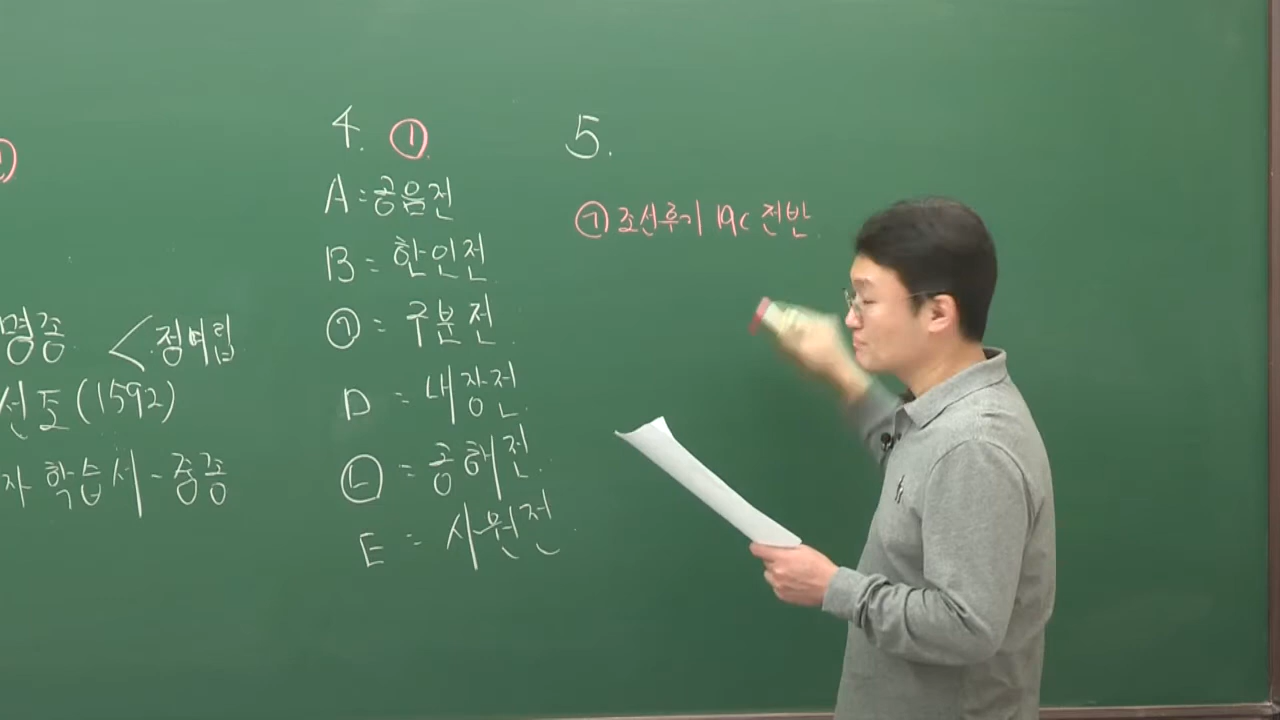 ①
명종 < 정여립
선도 (1592)
자 학습서 - 중종
4. ①
A = 공음전
B = 한인전
㉠ = 구분전
D = 내장전
㉡ = 공해전
E = 사원전
5.
㉠ 조선후기 19C 전반